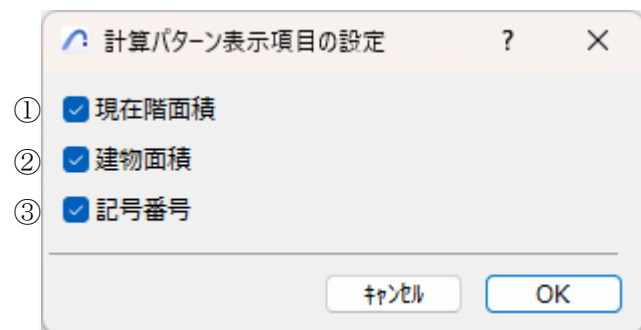 計算パターン表示項目の設定 ? ×
① 現在階面積
② 建物面積
③ 記号番号
ｷｬﾝｾﾙ OK